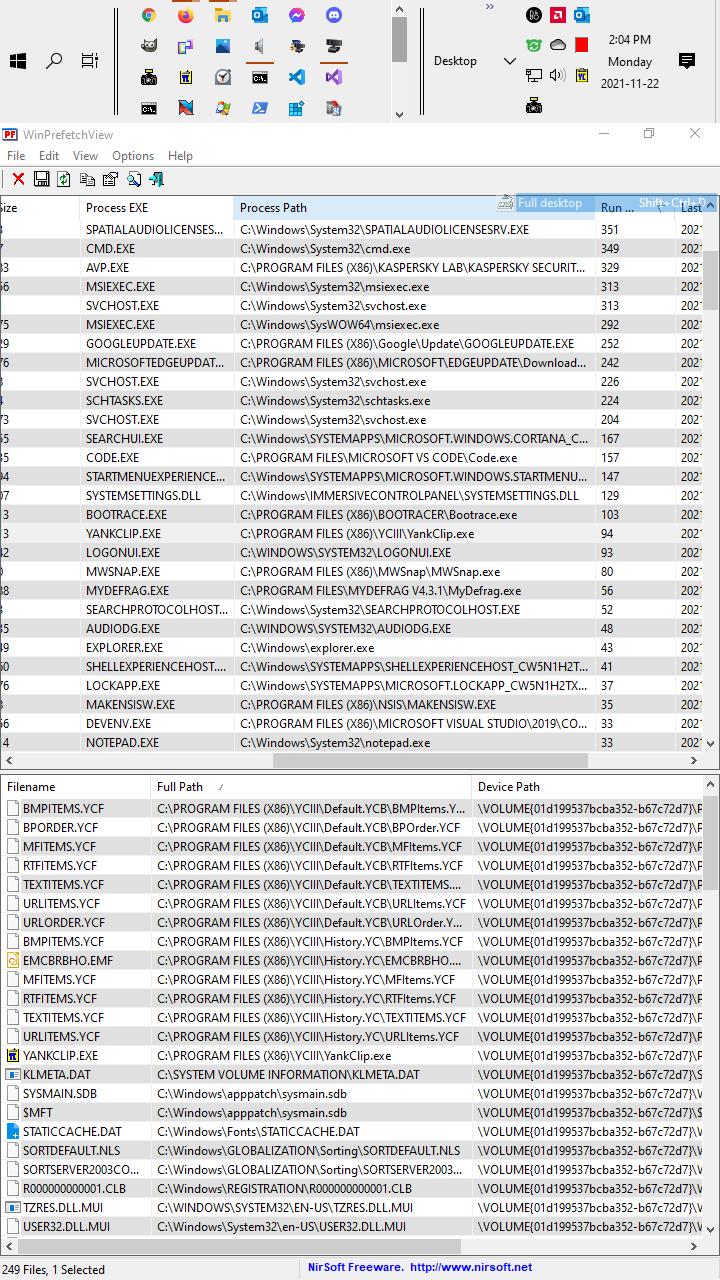 »
2:04 PM
Desktop
Monday
2021-11-22
WinPrefetchView
File Edit View Options Help
Full desktop Shift+Ctrl+D
Size Process EXE Process Path Run ... Last
SPATIALAUDIOLICENSES... C:\Windows\System32\SPATIALAUDIOLICENSESRV.EXE 351 2021
CMD.EXE C:\Windows\System32\cmd.exe 349 2021
33 AVP.EXE C:\PROGRAM FILES (X86)\KASPERSKY LAB\KASPERSKY SECURIT... 329 2021
66 MSIEXEC.EXE C:\Windows\System32\msiexec.exe 313 2021
SVCHOST.EXE C:\Windows\System32\svchost.exe 313 2021
75 MSIEXEC.EXE C:\Windows\SysWOW64\msiexec.exe 292 2021
29 GOOGLEUPDATE.EXE C:\PROGRAM FILES (X86)\Google\Update\GOOGLEUPDATE.EXE 252 2021
76 MICROSOFTEDGEUPDAT... C:\PROGRAM FILES (X86)\MICROSOFT\EDGEUPDATE\Download... 242 2021
SVCHOST.EXE C:\Windows\System32\svchost.exe 226 2021
SCHTASKS.EXE C:\Windows\System32\schtasks.exe 224 2021
73 SVCHOST.EXE C:\Windows\System32\svchost.exe 204 2021
65 SEARCHUI.EXE C:\Windows\SYSTEMAPPS\MICROSOFT.WINDOWS.CORTANA_C... 167 2021
35 CODE.EXE C:\PROGRAM FILES\MICROSOFT VS CODE\Code.exe 157 2021
94 STARTMENUEXPERIENCE... C:\Windows\SYSTEMAPPS\MICROSOFT.WINDOWS.STARTMENU... 147 2021
07 SYSTEMSETTINGS.DLL C:\Windows\IMMERSIVECONTROLPANEL\SYSTEMSETTINGS.DLL 129 2021
3 BOOTRACE.EXE C:\PROGRAM FILES (X86)\BOOTRACER\Bootrace.exe 103 2021
3 YANKCLIP.EXE C:\PROGRAM FILES (X86)\YCIII\YankClip.exe 94 2021
42 LOGONUI.EXE C:\WINDOWS\SYSTEM32\LOGONUI.EXE 93 2021
MWSNAP.EXE C:\PROGRAM FILES (X86)\MWSnap\MWSnap.exe 80 2021
38 MYDEFRAG.EXE C:\PROGRAM FILES\MYDEFRAG V4.3.1\MyDefrag.exe 56 2021
SEARCHPROTOCOLHOST... C:\Windows\System32\SEARCHPROTOCOLHOST.EXE 52 2021
35 AUDIODG.EXE C:\WINDOWS\SYSTEM32\AUDIODG.EXE 48 2021
49 EXPLORER.EXE C:\Windows\explorer.exe 43 2021
60 SHELLEXPERIENCEHOST.... C:\Windows\SYSTEMAPPS\SHELLEXPERIENCEHOST_CW5N1H2T... 41 2021
76 LOCKAPP.EXE C:\Windows\SYSTEMAPPS\MICROSOFT.LOCKAPP_CW5N1H2TX... 37 2021
MAKENSISW.EXE C:\PROGRAM FILES (X86)\NSIS\MAKENSISW.EXE 35 2021
66 DEVENV.EXE C:\PROGRAM FILES (X86)\MICROSOFT VISUAL STUDIO\2019\CO... 33 2021
4 NOTEPAD.EXE C:\Windows\System32\notepad.exe 33 2021
Filename Full Path Device Path
BMPITEMS.YCF C:\PROGRAM FILES (X86)\YCIII\Default.YCB\BMPItems.Y... \VOLUME{01d199537bcba352-b67c72d7}\P
BPORDER.YCF C:\PROGRAM FILES (X86)\YCIII\Default.YCB\BPOrder.YCF \VOLUME{01d199537bcba352-b67c72d7}\P
MFITEMS.YCF C:\PROGRAM FILES (X86)\YCIII\Default.YCB\MFItems.YCF \VOLUME{01d199537bcba352-b67c72d7}\P
RTFITEMS.YCF C:\PROGRAM FILES (X86)\YCIII\Default.YCB\RTFItems.YCF \VOLUME{01d199537bcba352-b67c72d7}\P
TEXTITEMS.YCF C:\PROGRAM FILES (X86)\YCIII\Default.YCB\TEXTITEMS.... \VOLUME{01d199537bcba352-b67c72d7}\P
URLITEMS.YCF C:\PROGRAM FILES (X86)\YCIII\Default.YCB\URLItems.YCF \VOLUME{01d199537bcba352-b67c72d7}\P
URLORDER.YCF C:\PROGRAM FILES (X86)\YCIII\Default.YCB\URLOrder.Y... \VOLUME{01d199537bcba352-b67c72d7}\P
BMPITEMS.YCF C:\PROGRAM FILES (X86)\YCIII\History.YC\BMPItems.YCF \VOLUME{01d199537bcba352-b67c72d7}\P
EMCBRBHO.EMF C:\PROGRAM FILES (X86)\YCIII\History.YC\EMCBRBHO.... \VOLUME{01d199537bcba352-b67c72d7}\P
MFITEMS.YCF C:\PROGRAM FILES (X86)\YCIII\History.YC\MFItems.YCF \VOLUME{01d199537bcba352-b67c72d7}\P
RTFITEMS.YCF C:\PROGRAM FILES (X86)\YCIII\History.YC\RTFItems.YCF \VOLUME{01d199537bcba352-b67c72d7}\P
TEXTITEMS.YCF C:\PROGRAM FILES (X86)\YCIII\History.YC\TEXTITEMS.YCF \VOLUME{01d199537bcba352-b67c72d7}\P
URLITEMS.YCF C:\PROGRAM FILES (X86)\YCIII\History.YC\URLItems.YCF \VOLUME{01d199537bcba352-b67c72d7}\P
YANKCLIP.EXE C:\PROGRAM FILES (X86)\YCIII\YankClip.exe \VOLUME{01d199537bcba352-b67c72d7}\P
KLMETA.DAT C:\SYSTEM VOLUME INFORMATION\KLMETA.DAT \VOLUME{01d199537bcba352-b67c72d7}\S
SYSMAIN.SDB C:\Windows\apppatch\sysmain.sdb \VOLUME{01d199537bcba352-b67c72d7}\W
$MFT C:\Windows\apppatch\sysmain.sdb \VOLUME{01d199537bcba352-b67c72d7}\$
STATICCACHE.DAT C:\Windows\Fonts\STATICCACHE.DAT \VOLUME{01d199537bcba352-b67c72d7}\W
SORTDEFAULT.NLS C:\Windows\GLOBALIZATION\Sorting\SORTDEFAULT.NLS \VOLUME{01d199537bcba352-b67c72d7}\W
SORTSERVER2003CO... C:\Windows\GLOBALIZATION\Sorting\SORTSERVER2003... \VOLUME{01d199537bcba352-b67c72d7}\W
R000000000001.CLB C:\Windows\REGISTRATION\R000000000001.CLB \VOLUME{01d199537bcba352-b67c72d7}\W
TZRES.DLL.MUI C:\WINDOWS\SYSTEM32\EN-US\TZRES.DLL.MUI \VOLUME{01d199537bcba352-b67c72d7}\W
USER32.DLL.MUI C:\Windows\System32\en-US\USER32.DLL.MUI \VOLUME{01d199537bcba352-b67c72d7}\W
249 Files, 1 Selected NirSoft Freeware. http://www.nirsoft.net